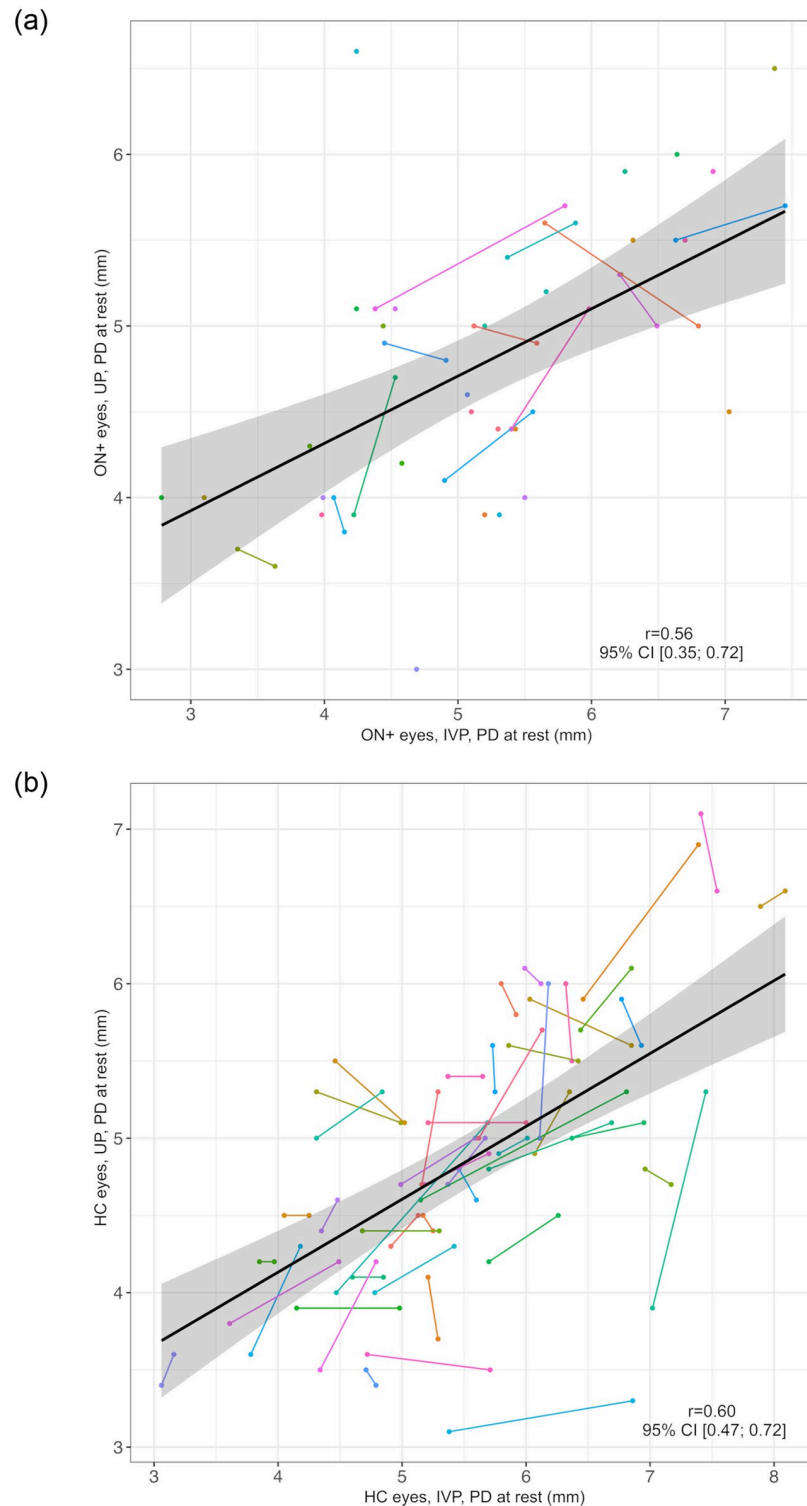 (a)
6
5
4
3
ON+ eyes, UP, PD at rest (mm)
r=0.56
95% CI [0.35; 0.72]
3 4 5 6 7
ON+ eyes, IVP, PD at rest (mm)
(b)
7
6
5
4
3
HC eyes, UP, PD at rest (mm)
r=0.60
95% CI [0.47; 0.72]
3 4 5 6 7 8
HC eyes, IVP, PD at rest (mm)